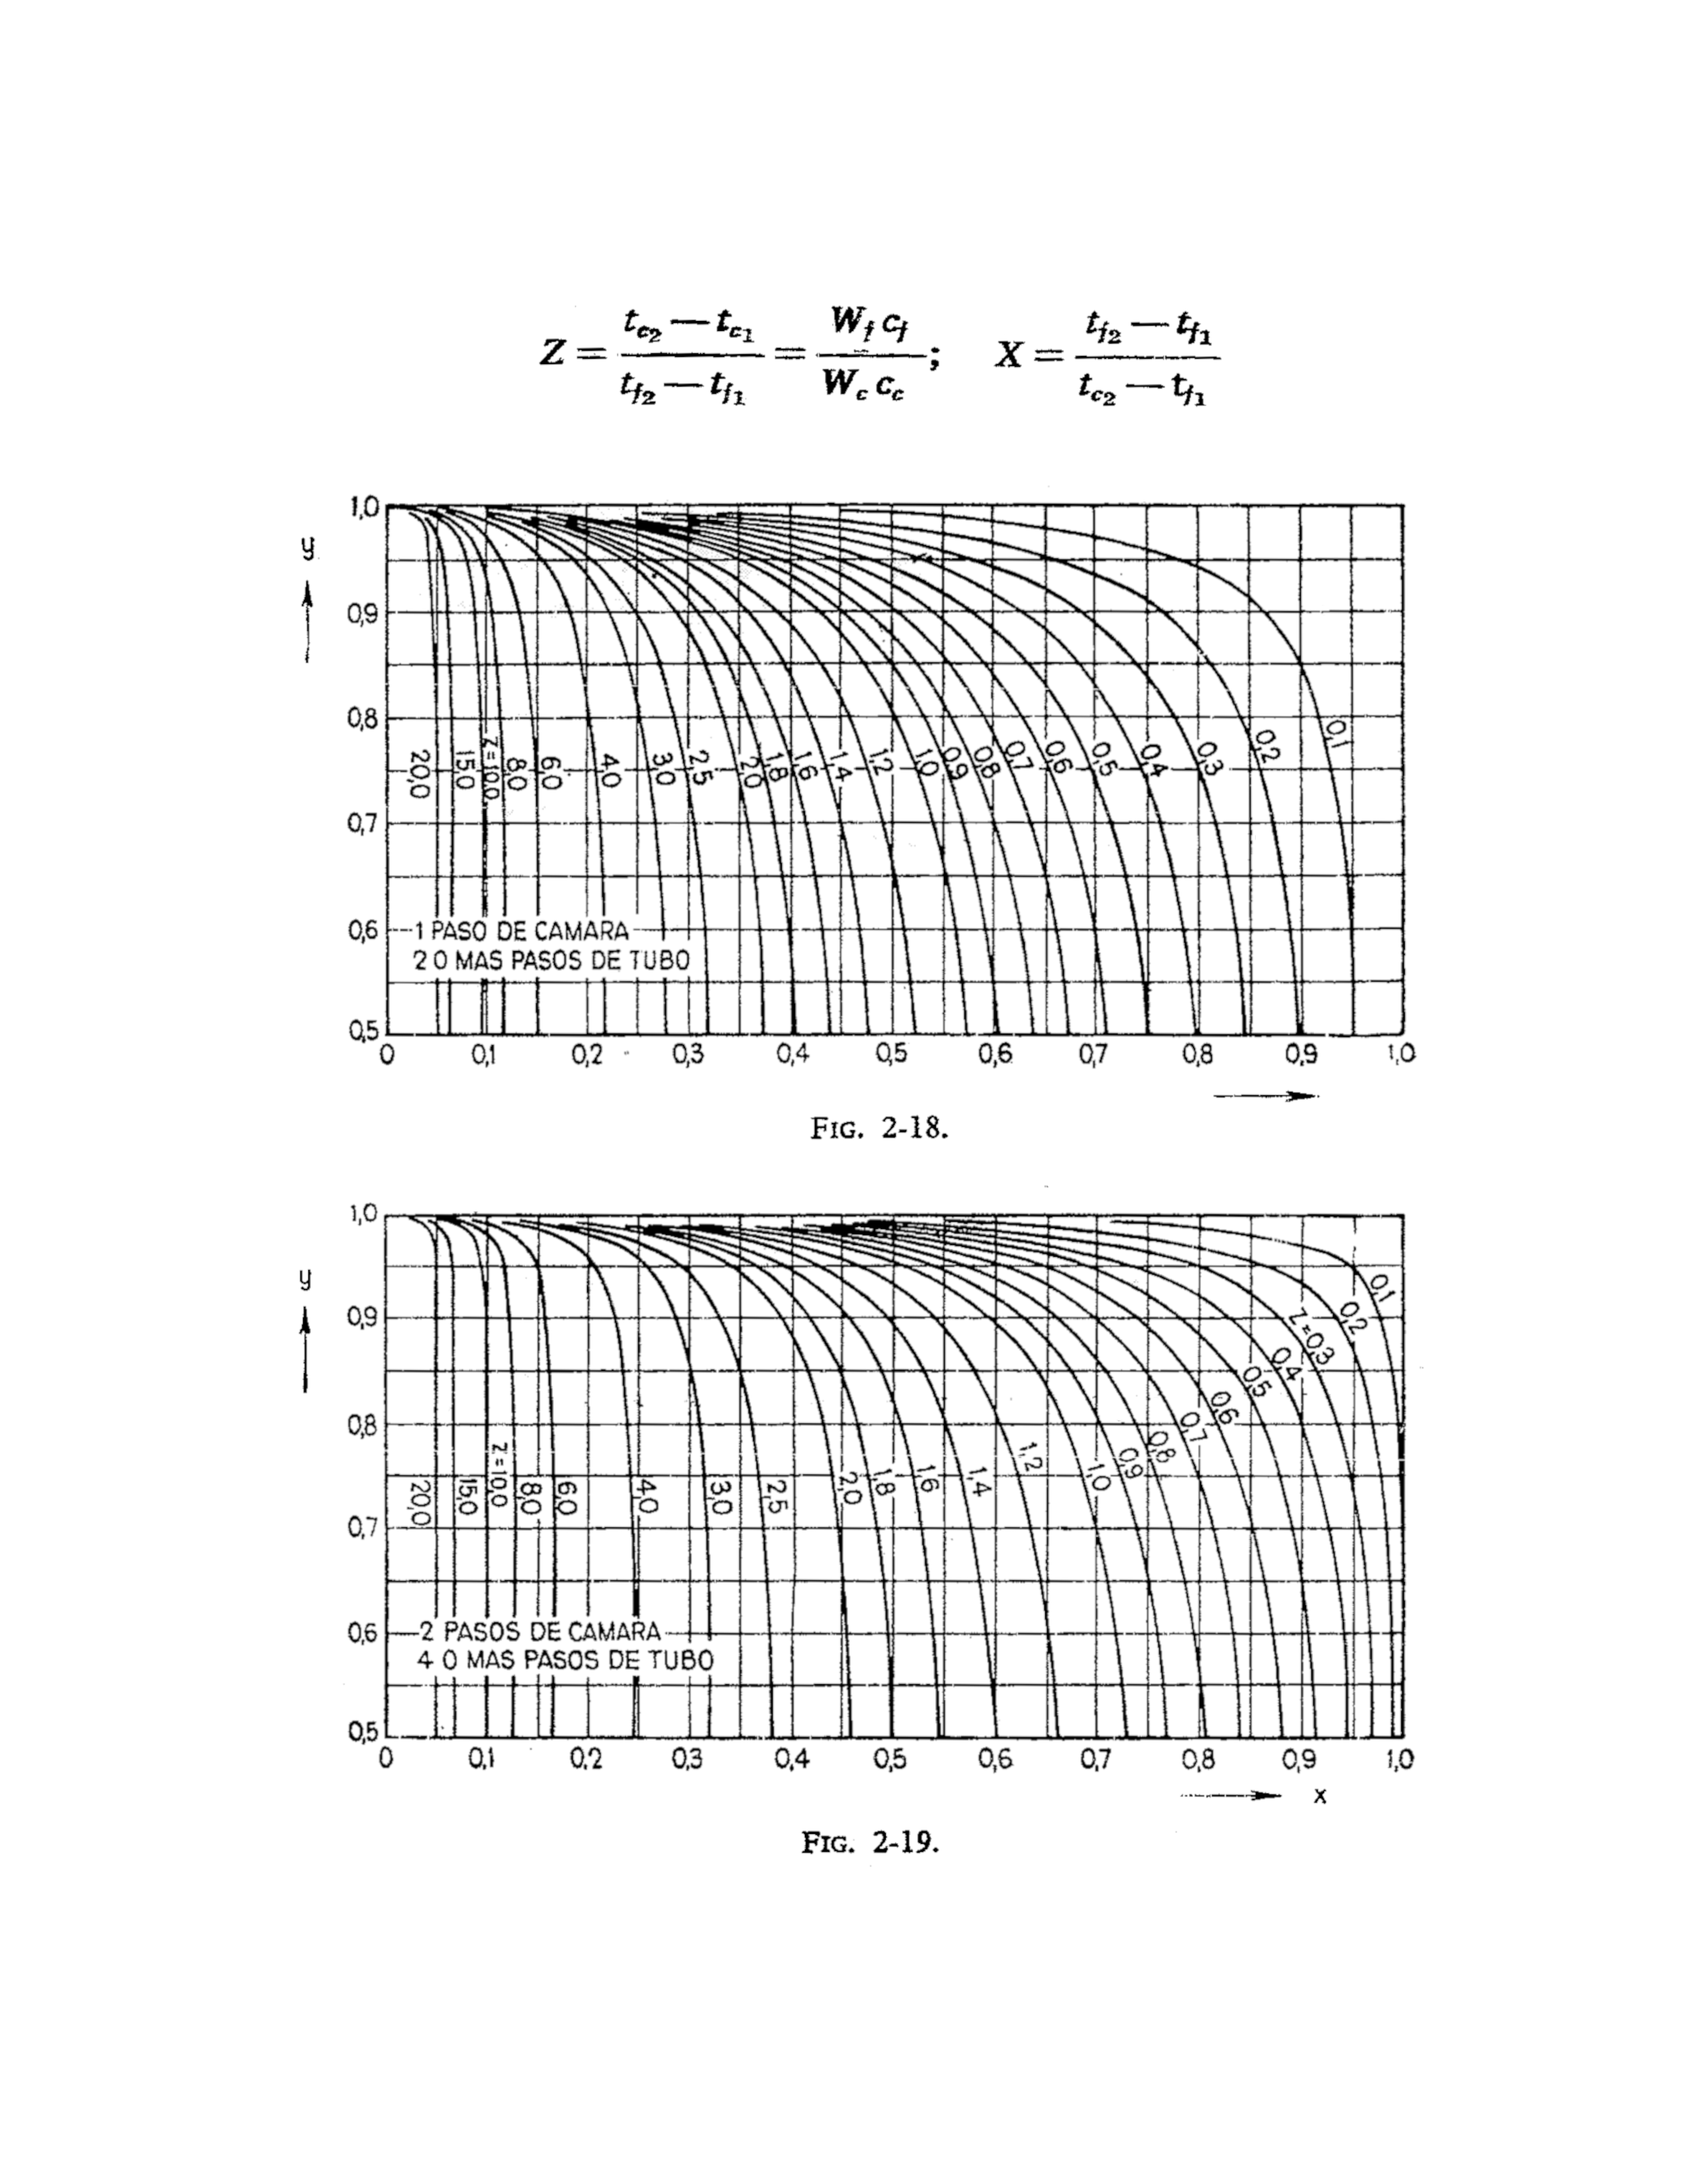 Z = (t_c2 — t_c1) / (t_f2 — t_f1) = W_f c_f / W_c c_c ; X = (t_f2 — t_f1) / (t_c2 — t_f1)
y
1,0
0,9
0,8
0,7
0,6
0,5
20,0 15,0 Z=10,0 8,0 6,0 4,0 3,0 2,5 2,0 1,8 1,6 1,4 1,2 1,0 0,9 0,8 0,7 0,6 0,5 0,4 0,3 0,2 0,1
1 PASO DE CAMARA
2 O MAS PASOS DE TUBO
0 0,1 0,2 0,3 0,4 0,5 0,6 0,7 0,8 0,9 1,0
FIG. 2-18.
y
1,0
0,9
0,8
0,7
0,6
0,5
20,0 15,0 Z=10,0 8,0 6,0 4,0 3,0 2,5 2,0 1,8 1,6 1,4 1,2 1,0 0,9 0,8 0,7 0,6 0,5 0,4 Z=0,3 0,2 0,1
2 PASOS DE CAMARA
4 O MAS PASOS DE TUBO
0 0,1 0,2 0,3 0,4 0,5 0,6 0,7 0,8 0,9 1,0
x
FIG. 2-19.